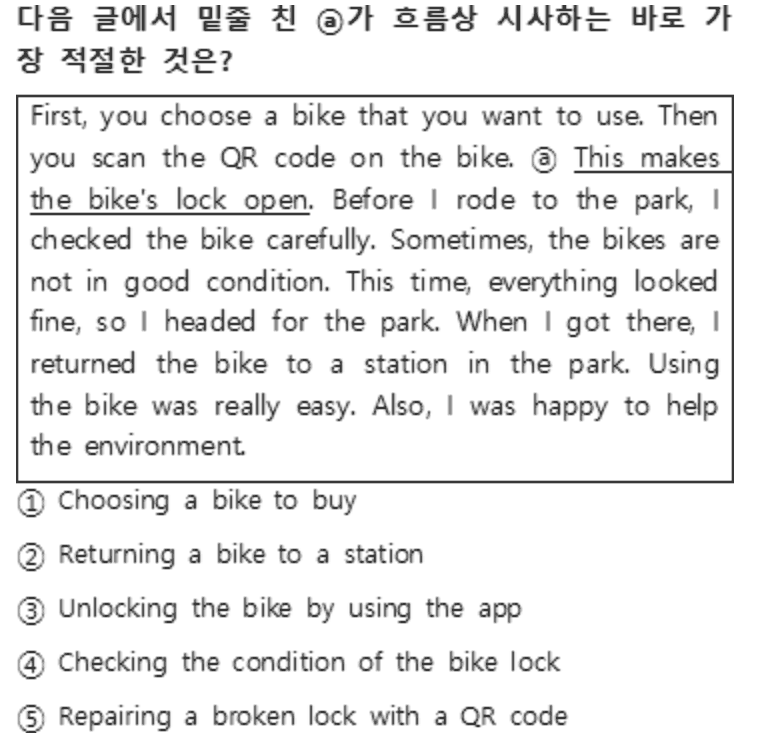 다음 글에서 밑줄 친 ⓐ가 흐름상 시사하는 바로 가
장 적절한 것은?
First, you choose a bike that you want to use. Then
you scan the QR code on the bike. ⓐ This makes
the bike's lock open. Before I rode to the park, I
checked the bike carefully. Sometimes, the bikes are
not in good condition. This time, everything looked
fine, so I headed for the park. When I got there, I
returned the bike to a station in the park. Using
the bike was really easy. Also, I was happy to help
the environment.
① Choosing a bike to buy
② Returning a bike to a station
③ Unlocking the bike by using the app
④ Checking the condition of the bike lock
⑤ Repairing a broken lock with a QR code